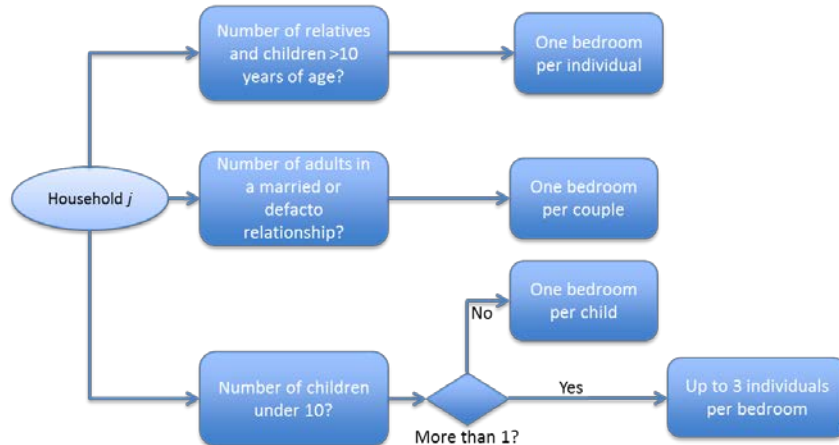 Number of relatives
and children >10
years of age?
One bedroom
per individual
Household j
Number of adults in
a married or
defacto
relationship?
One bedroom
per couple
One bedroom
per child
No
Number of children
under 10?
Yes
Up to 3 individuals
per bedroom
More than 1?